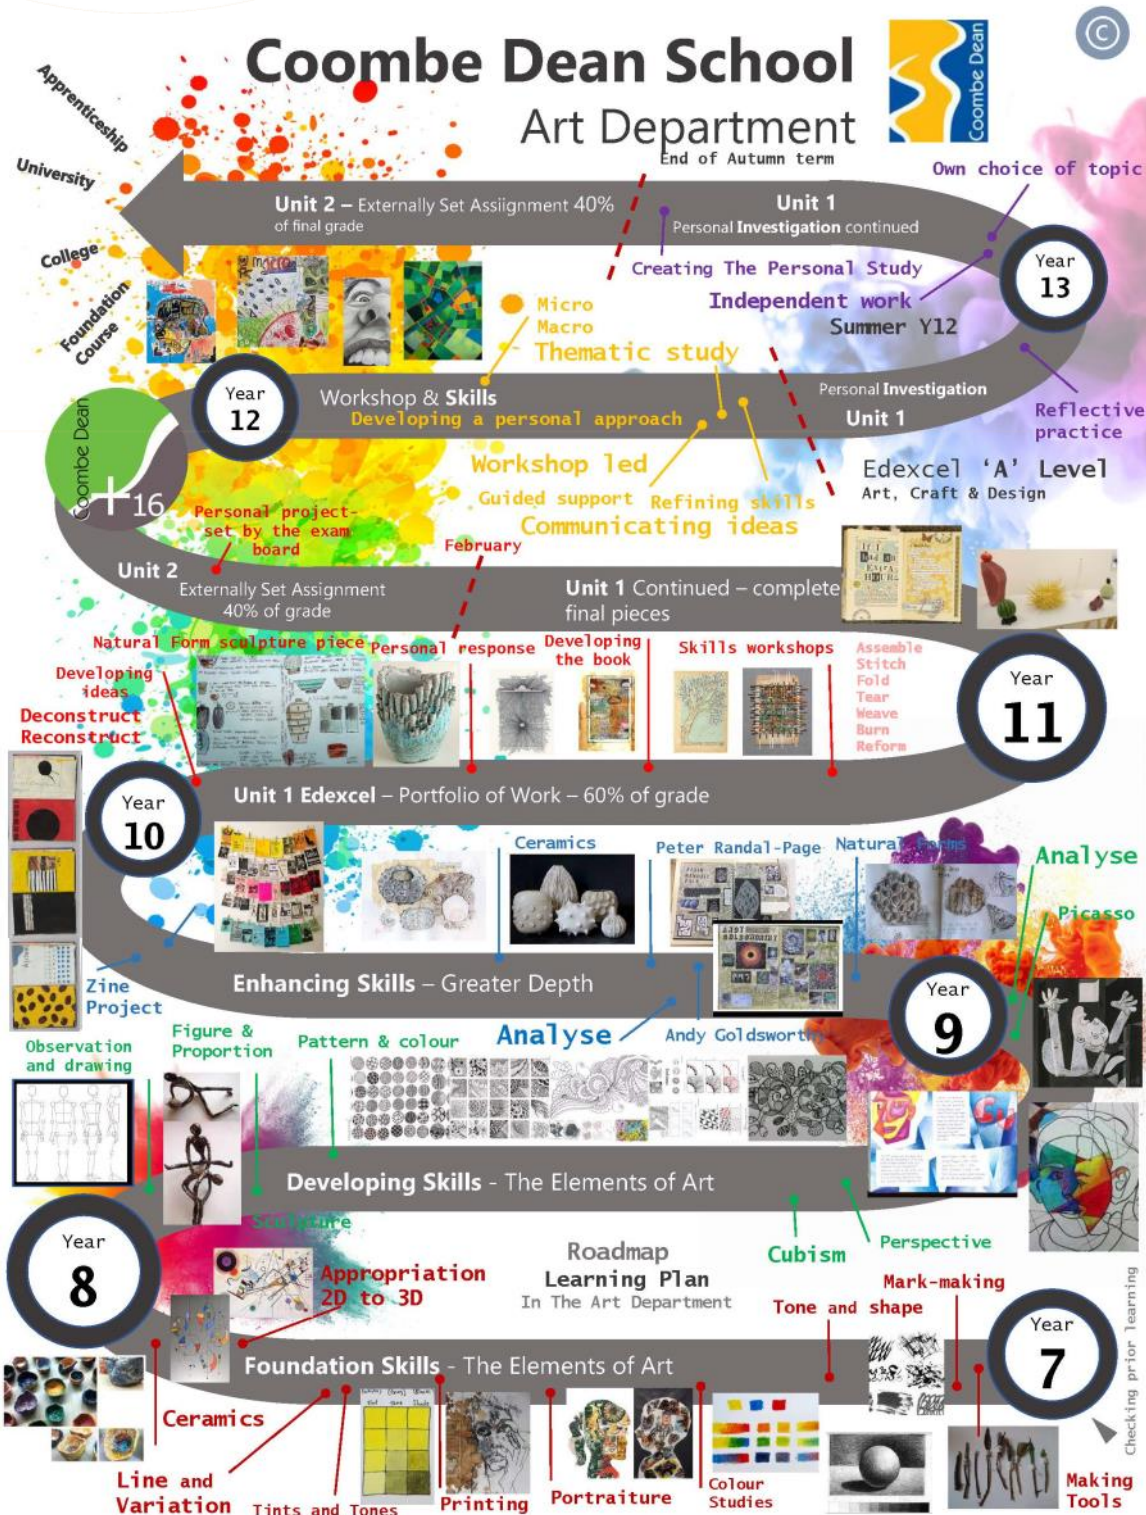 Coombe Dean School
Art Department
Coombe Dean
©
Apprenticeship
University
College
Foundation
Course
End of Autumn term
Own choice of topic
Unit 2 – Externally Set Assiignment 40%
of final grade
Unit 1
Personal Investigation continued
Creating The Personal Study
Independent work
Summer Y12
Year
13
Micro
Macro
Thematic study
micro
Year
12
Workshop & Skills
Developing a personal approach
Personal Investigation
Unit 1
Reflective
practice
Workshop led
Guided support
Refining skills
Communicating ideas
Edexcel ‘A’ Level
Art, Craft & Design
Coombe Dean
+16
Personal project-
set by the exam
board
February
Unit 2
Externally Set Assignment
40% of grade
Unit 1 Continued – complete
final pieces
Natural Form sculpture piece
Personal response
Developing
the book
Skills workshops
Assemble
Stitch
Fold
Tear
Weave
Burn
Reform
Developing
ideas
Deconstruct
Reconstruct
Year
11
Year
10
Unit 1 Edexcel – Portfolio of Work – 60% of grade
Ceramics
Peter Randal-Page
Natural Forms
Analyse
Picasso
Zine
Project
Enhancing Skills – Greater Depth
Year
9
Analyse
Andy Goldsworthy
Observation
and drawing
Figure &
Proportion
Pattern & colour
Developing Skills - The Elements of Art
Sculpture
Cubism
Perspective
Year
8
Roadmap
Learning Plan
In The Art Department
Appropriation
2D to 3D
Mark-making
Tone and shape
Foundation Skills - The Elements of Art
Year
7
Checking prior learning
Ceramics
Line and
Variation
Tints and Tones
Printing
Portraiture
Colour
Studies
Making
Tools